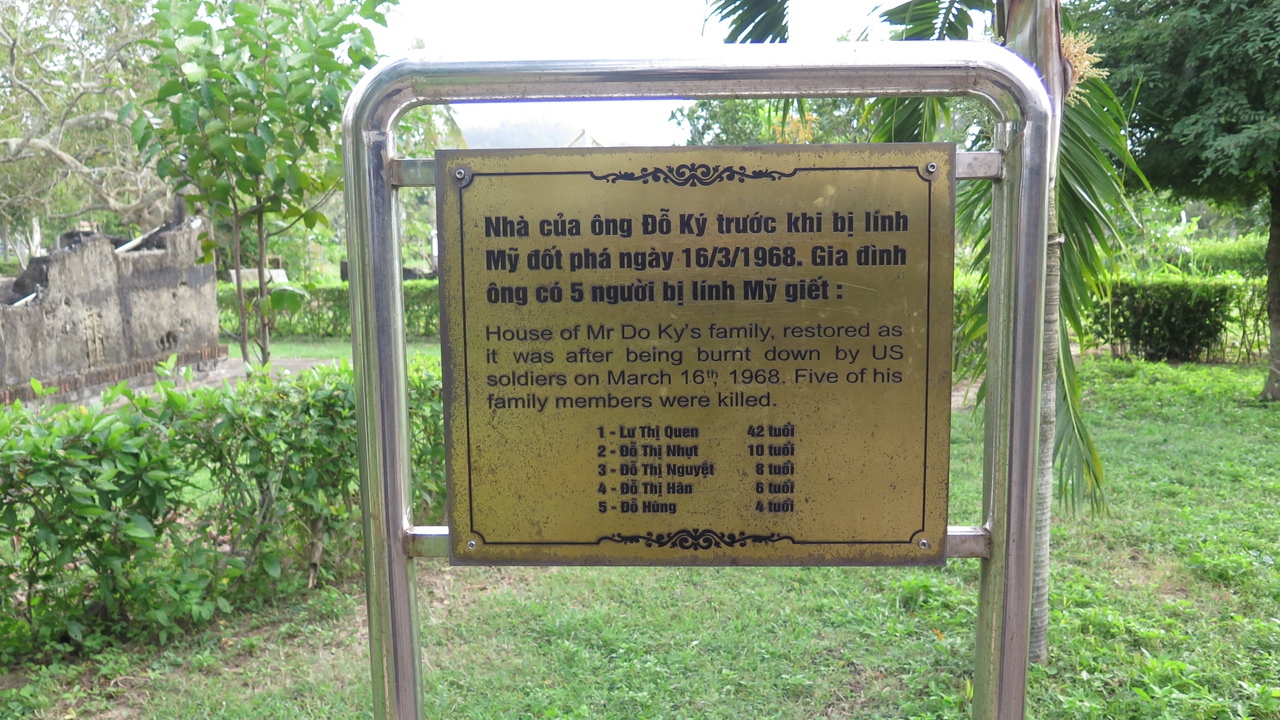 Nhà của ông Đỗ Ký trước khi bị lính
Mỹ đốt phá ngày 16/3/1968. Gia đình
ông có 5 người bị lính Mỹ giết :
House of Mr Do Ky's family, restored as
it was after being burnt down by US
soldiers on March 16th, 1968. Five of his
family members were killed.
1 - Lư Thị Quen 42 tuổi
2 - Đỗ Thị Nhựt 10 tuổi
3 - Đỗ Thị Nguyệt 8 tuổi
4 - Đỗ Thị Hân 6 tuổi
5 - Đỗ Hùng 4 tuổi